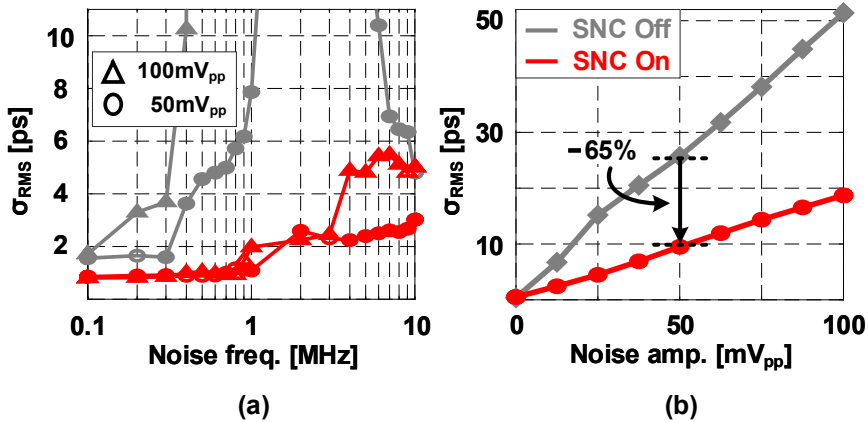 10
8
6
4
2
σRMS [ps]
100mVpp
50mVpp
0.1
1
10
Noise freq. [MHz]
(a)
50
30
10
σRMS [ps]
SNC Off
SNC On
−65%
0
50
100
Noise amp. [mVpp]
(b)